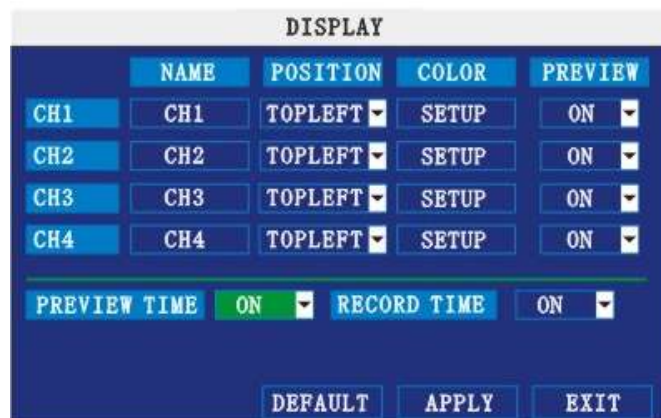 DISPLAY
NAME POSITION COLOR PREVIEW
CH1 CH1 TOPLEFT SETUP ON
CH2 CH2 TOPLEFT SETUP ON
CH3 CH3 TOPLEFT SETUP ON
CH4 CH4 TOPLEFT SETUP ON
PREVIEW TIME ON RECORD TIME ON
DEFAULT APPLY EXIT